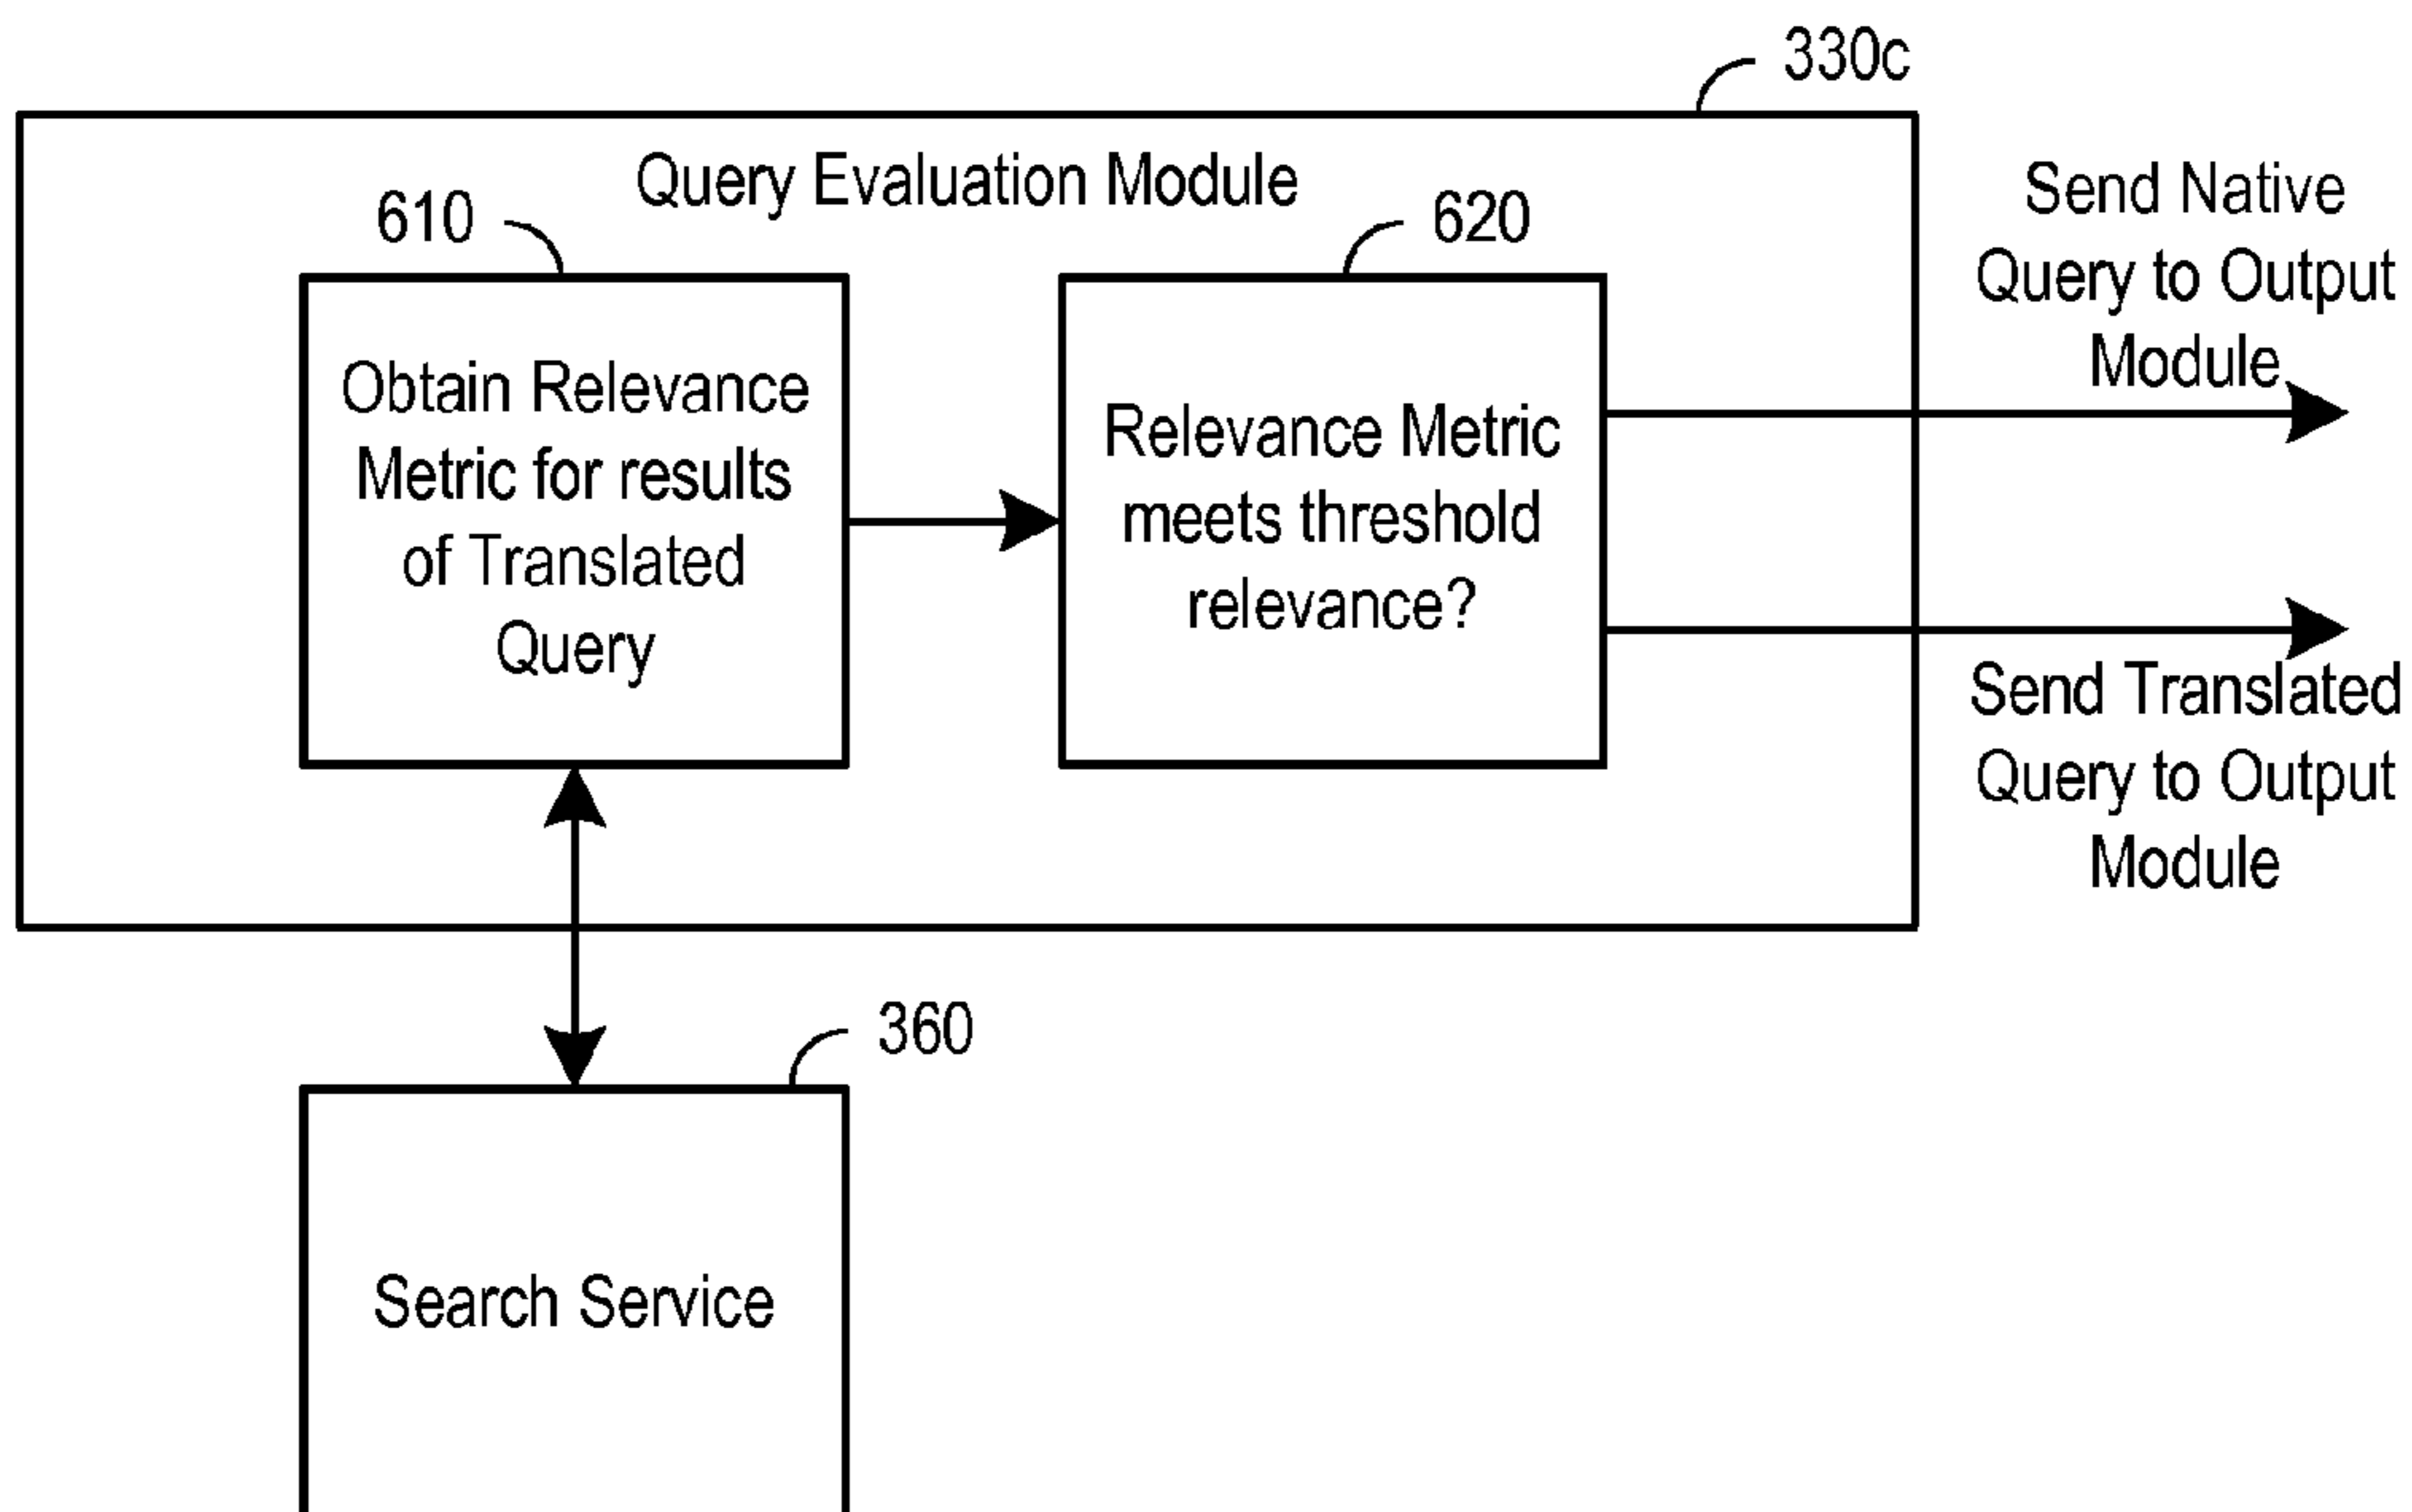 330c
Query Evaluation Module
610
620
Obtain Relevance
Metric for results
of Translated
Query
Relevance Metric
meets threshold
relevance?
Send Native
Query to Output
Module
Send Translated
Query to Output
Module
360
Search Service